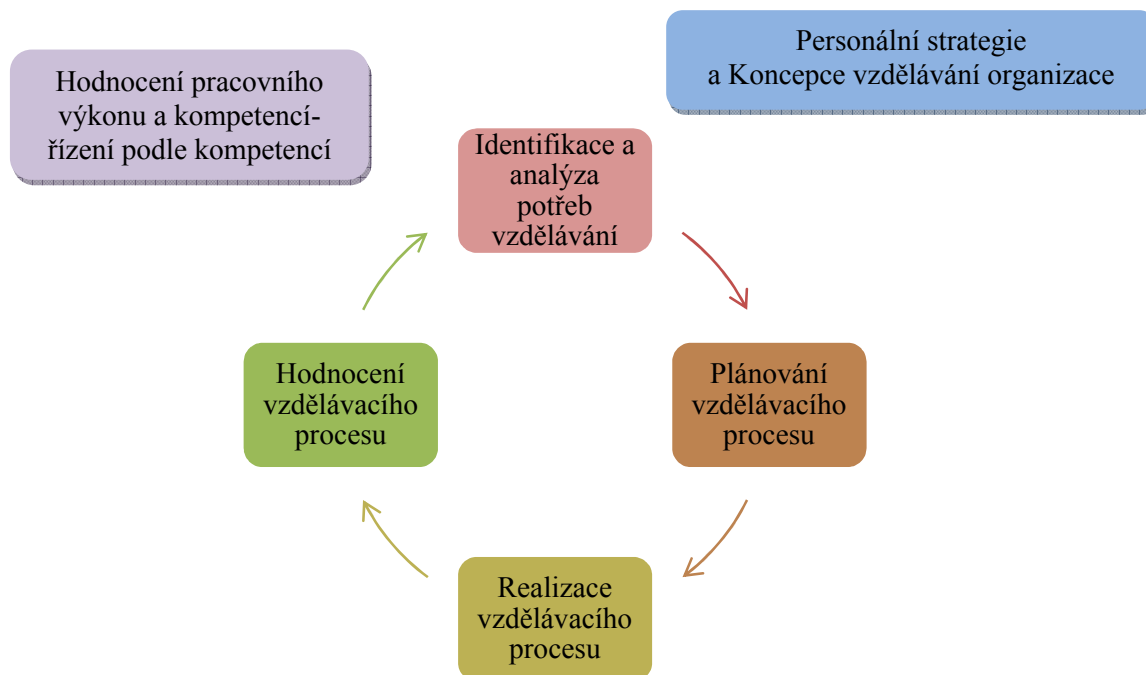 Hodnocení pracovního
výkonu a kompetencí-
řízení podle kompetencí
Personální strategie
a Koncepce vzdělávání organizace
Identifikace a
analýza
potřeb
vzdělávání
Plánování
vzdělávacího
procesu
Realizace
vzdělávacího
procesu
Hodnocení
vzdělávacího
procesu